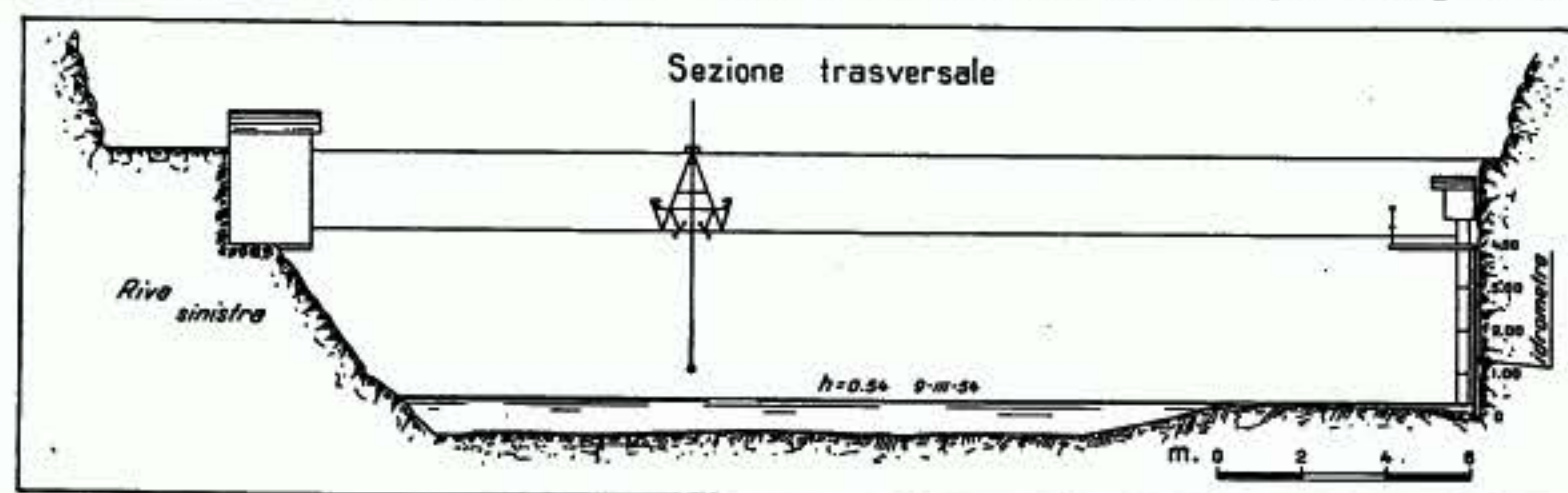 Sezione trasversale
Riva
sinistra
h=0.54 9-III-54
4.00
3.00
2.00
1.00
0
idrometro
m. 0 2 4 6